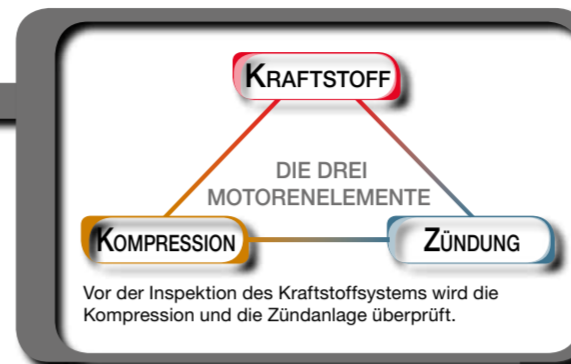 KRAFTSTOFF
DIE DREI
MOTORENELEMENTE
KOMPRESSION
ZÜNDUNG
Vor der Inspektion des Kraftstoffsystems wird die
Kompression und die Zündanlage überprüft.